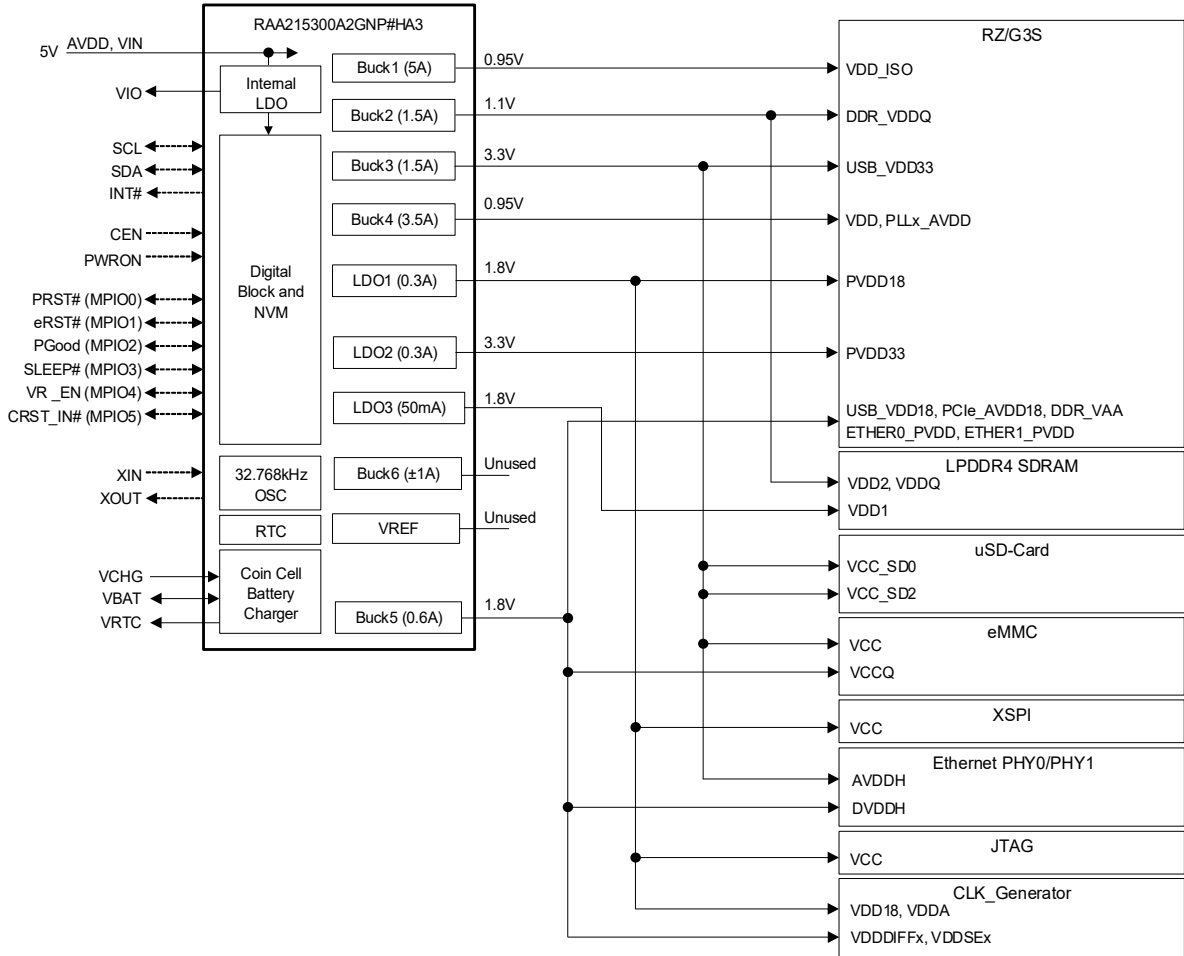 RAA215300A2GNP#HA3
5V
AVDD, VIN
Internal
LDO
VIO
SCL
SDA
INT#
CEN
PWRON
PRST# (MPIO0)
eRST# (MPIO1)
PGood (MPIO2)
SLEEP# (MPIO3)
VR _EN (MPIO4)
CRST_IN# (MPIO5)
XIN
XOUT
VCHG
VBAT
VRTC
Digital
Block and
NVM
32.768kHz
OSC
RTC
Coin Cell
Battery
Charger
Buck1 (5A)
0.95V
Buck2 (1.5A)
1.1V
Buck3 (1.5A)
3.3V
Buck4 (3.5A)
0.95V
LDO1 (0.3A)
1.8V
LDO2 (0.3A)
3.3V
LDO3 (50mA)
1.8V
Buck6 (±1A)
Unused
VREF
Unused
Buck5 (0.6A)
1.8V
RZ/G3S
VDD_ISO
DDR_VDDQ
USB_VDD33
VDD, PLLx_AVDD
PVDD18
PVDD33
USB_VDD18, PCIe_AVDD18, DDR_VAA
ETHER0_PVDD, ETHER1_PVDD
LPDDR4 SDRAM
VDD2, VDDQ
VDD1
uSD-Card
VCC_SD0
VCC_SD2
eMMC
VCC
VCCQ
XSPI
VCC
Ethernet PHY0/PHY1
AVDDH
DVDDH
JTAG
VCC
CLK_Generator
VDD18, VDDA
VDDDIFFx, VDDSEx